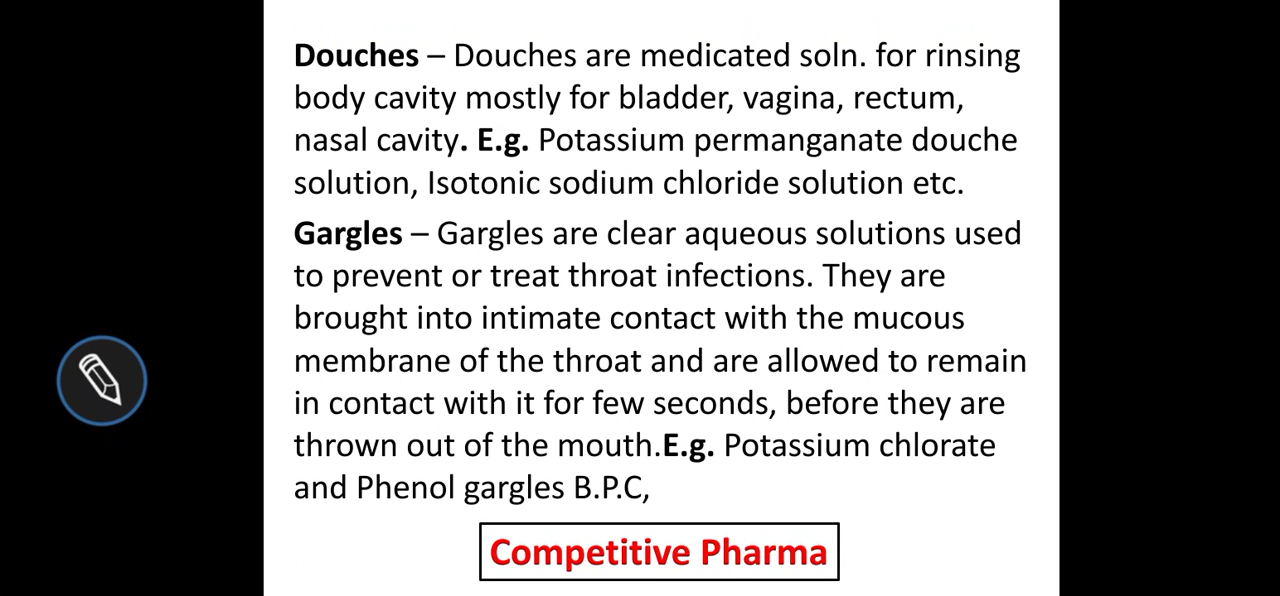 Douches – Douches are medicated soln. for rinsing
body cavity mostly for bladder, vagina, rectum,
nasal cavity. E.g. Potassium permanganate douche
solution, Isotonic sodium chloride solution etc.
Gargles – Gargles are clear aqueous solutions used
to prevent or treat throat infections. They are
brought into intimate contact with the mucous
membrane of the throat and are allowed to remain
in contact with it for few seconds, before they are
thrown out of the mouth.E.g. Potassium chlorate
and Phenol gargles B.P.C,
Competitive Pharma